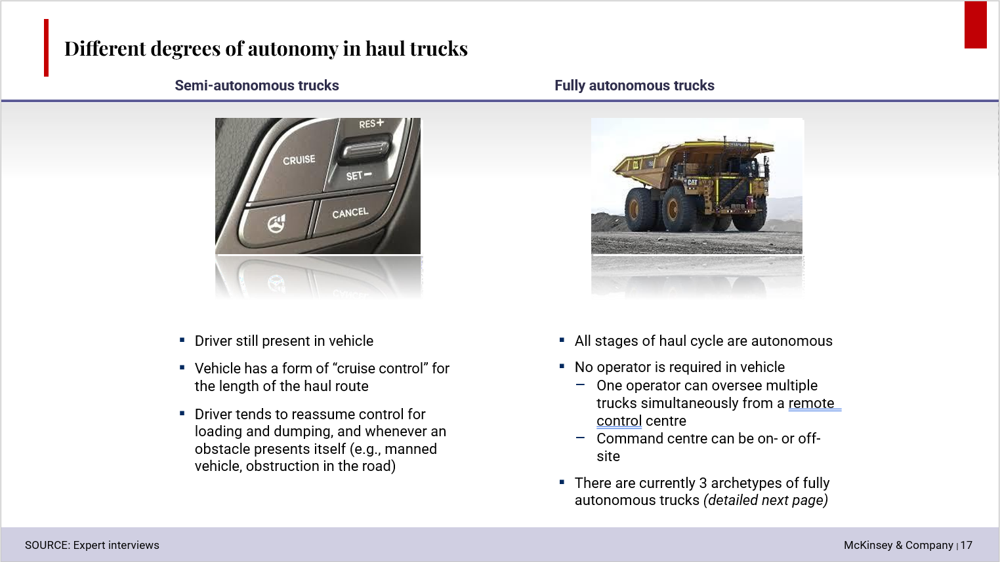 Different degrees of autonomy in haul trucks
Semi-autonomous trucks
RES+
CRUISE
SET−
CANCEL
Driver still present in vehicle
Vehicle has a form of “cruise control” for
the length of the haul route
Driver tends to reassume control for
loading and dumping, and whenever an
obstacle presents itself (e.g., manned
vehicle, obstruction in the road)
Fully autonomous trucks
CAT
All stages of haul cycle are autonomous
No operator is required in vehicle
One operator can oversee multiple
trucks simultaneously from a remote
control centre
Command centre can be on- or off-
site
There are currently 3 archetypes of fully
autonomous trucks (detailed next page)
SOURCE: Expert interviews
McKinsey & Company | 17